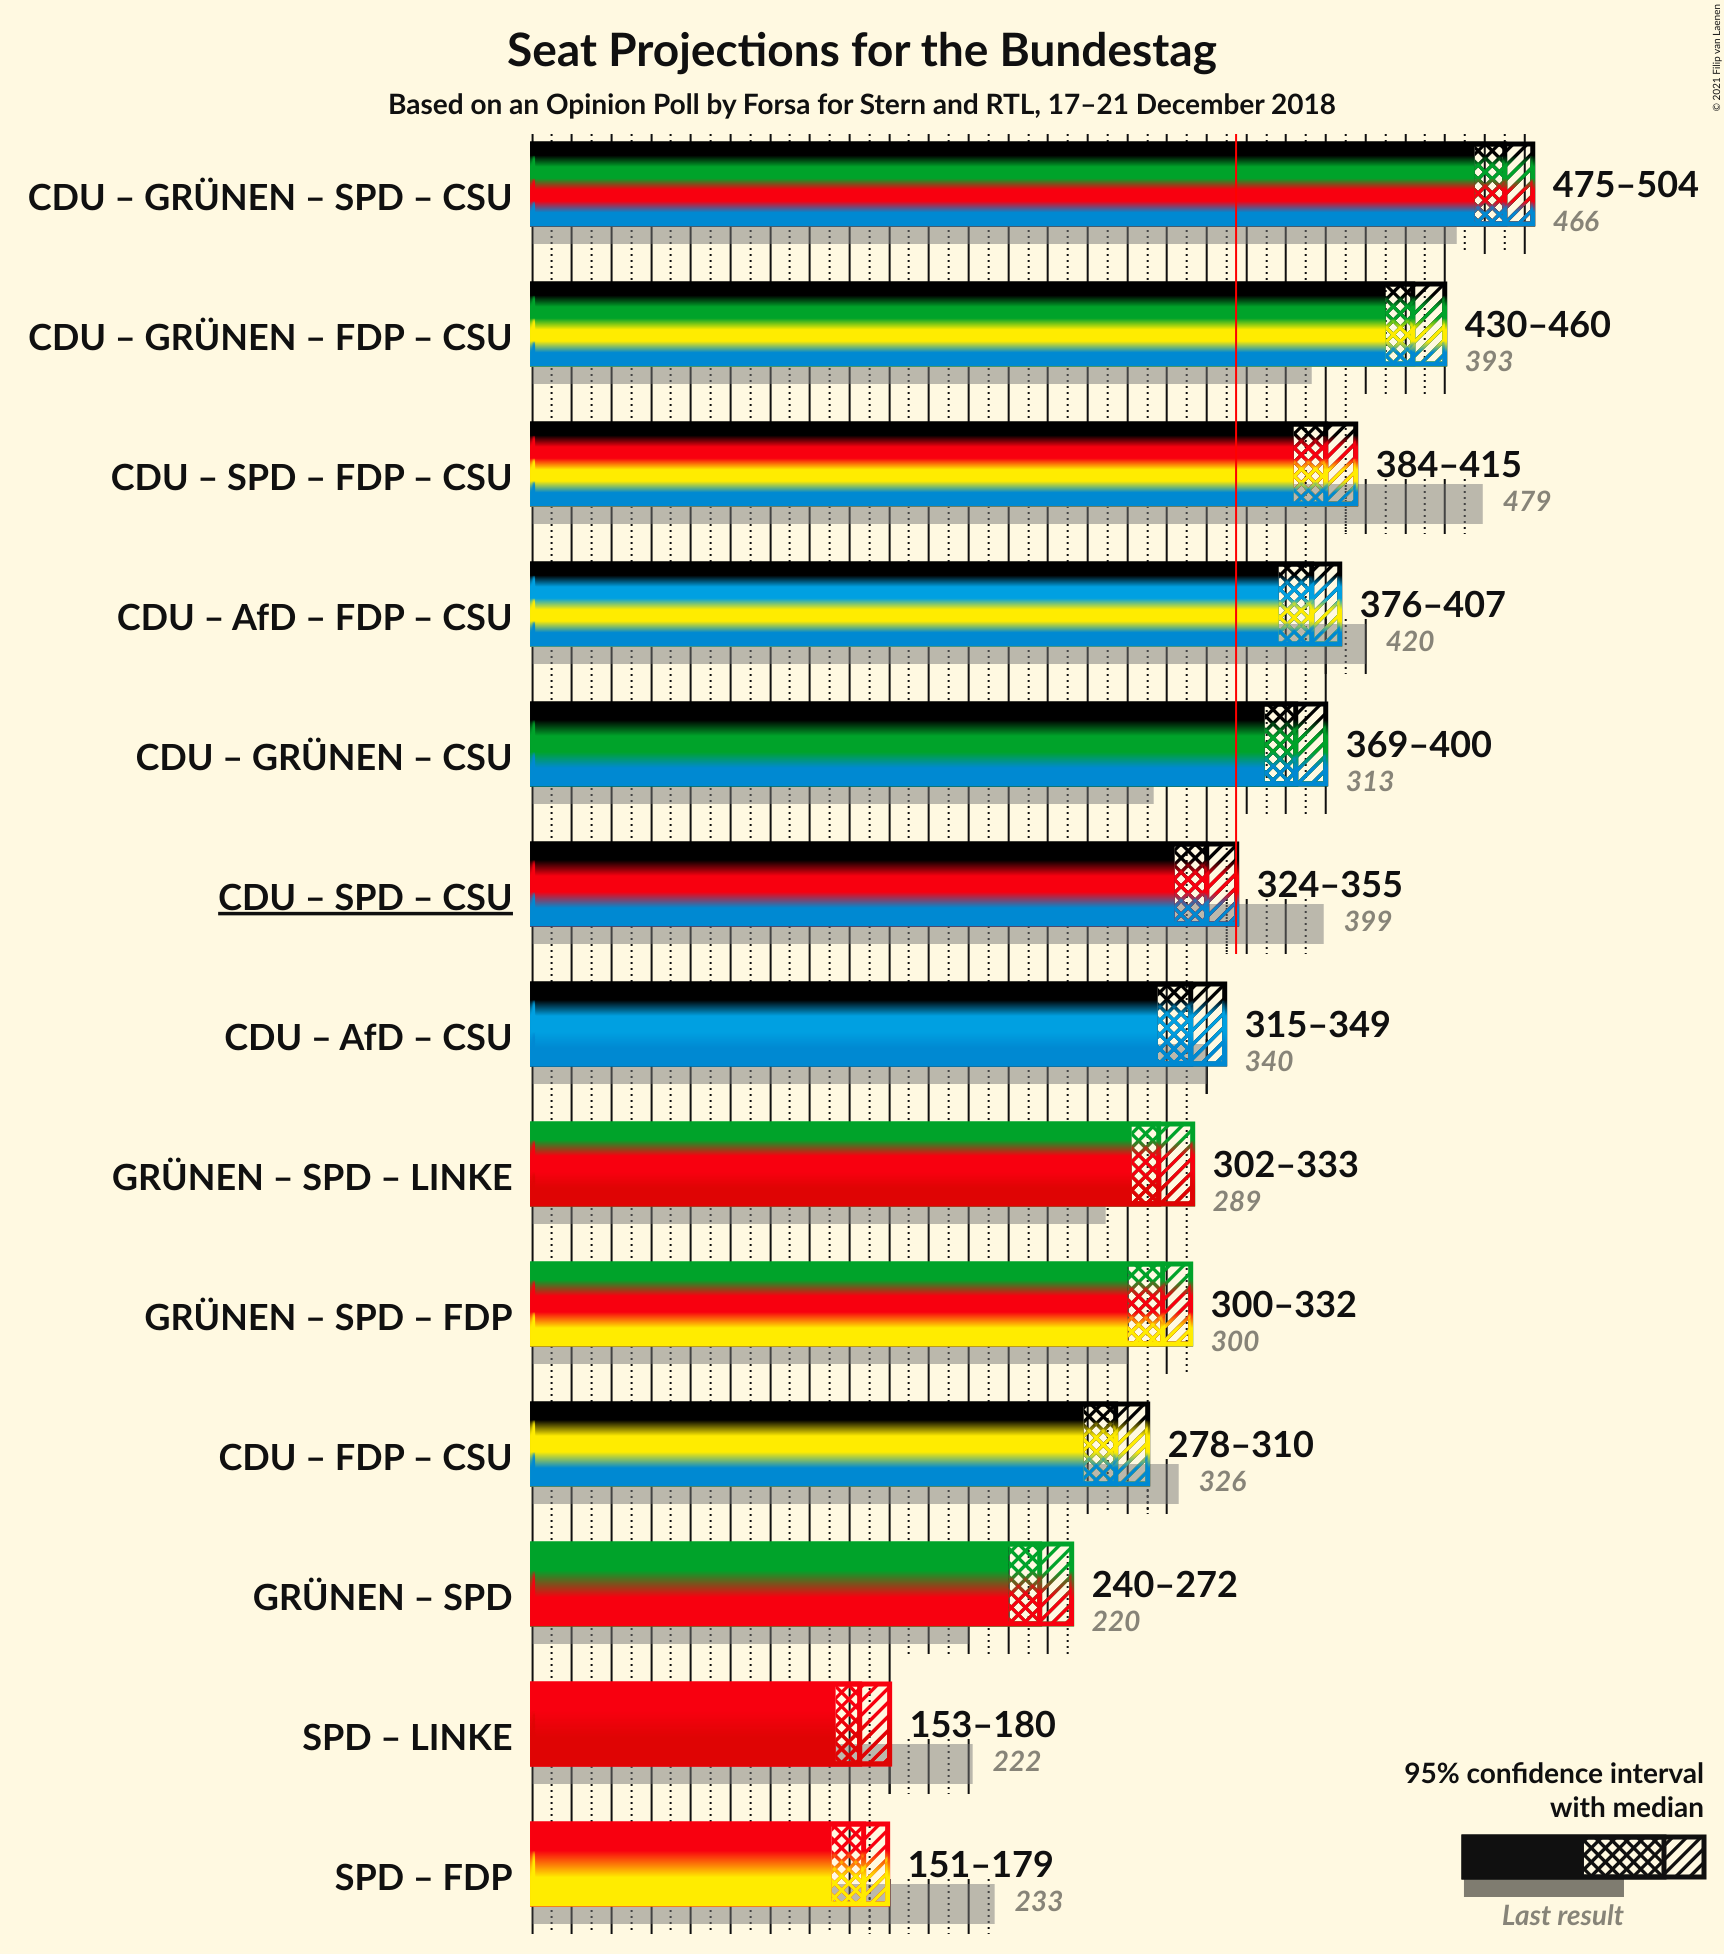 Seat Projections for the Bundestag
Based on an Opinion Poll by Forsa for Stern and RTL, 17–21 December 2018
© 2021 Filip van Laenen
CDU – GRÜNEN – SPD – CSU
475–504
466
CDU – GRÜNEN – FDP – CSU
430–460
393
CDU – SPD – FDP – CSU
384–415
479
CDU – AfD – FDP – CSU
376–407
420
CDU – GRÜNEN – CSU
369–400
313
CDU – SPD – CSU
324–355
399
CDU – AfD – CSU
315–349
340
GRÜNEN – SPD – LINKE
302–333
289
GRÜNEN – SPD – FDP
300–332
300
CDU – FDP – CSU
278–310
326
GRÜNEN – SPD
240–272
220
SPD – LINKE
153–180
222
SPD – FDP
151–179
233
95% confidence interval
with median
Last result